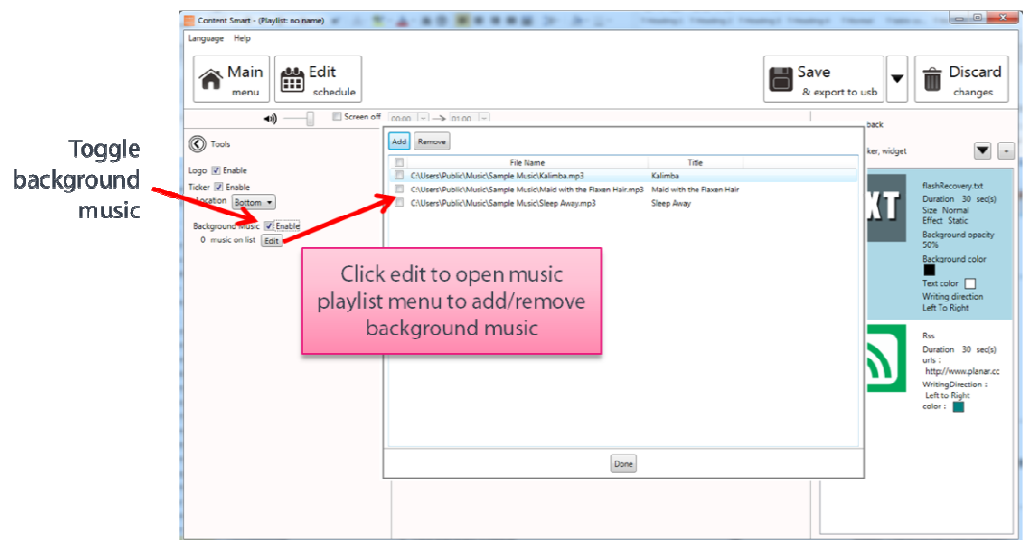 Content Smart - (Playlist: no name)
Language Help
Main
menu
Edit
schedule
Save
& export to usb
Discard
changes
Screen off 00:00 01:00
back
Tools
ker, widget
Logo Enable
Ticker Enable
Location Bottom
Background Music Enable
0 music on list Edit
Toggle
background
music
Add Remove
File Name Title
C:\Users\Public\Music\Sample Music\Kalimba.mp3 Kalimba
C:\Users\Public\Music\Sample Music\Maid with the Flaxen Hair.mp3 Maid with the Flaxen Hair
C:\Users\Public\Music\Sample Music\Sleep Away.mp3 Sleep Away
Click edit to open music
playlist menu to add/remove
background music
Done
XT
flashRecovery.txt
Duration 30 sec(s)
Size Normal
Effect Static
Background opacity
50%
Background color
Text color
Writing direction
Left To Right
Rss
Duration 30 sec(s)
urls :
http://www.planar.cc
WritingDirection :
Left to Right
color :